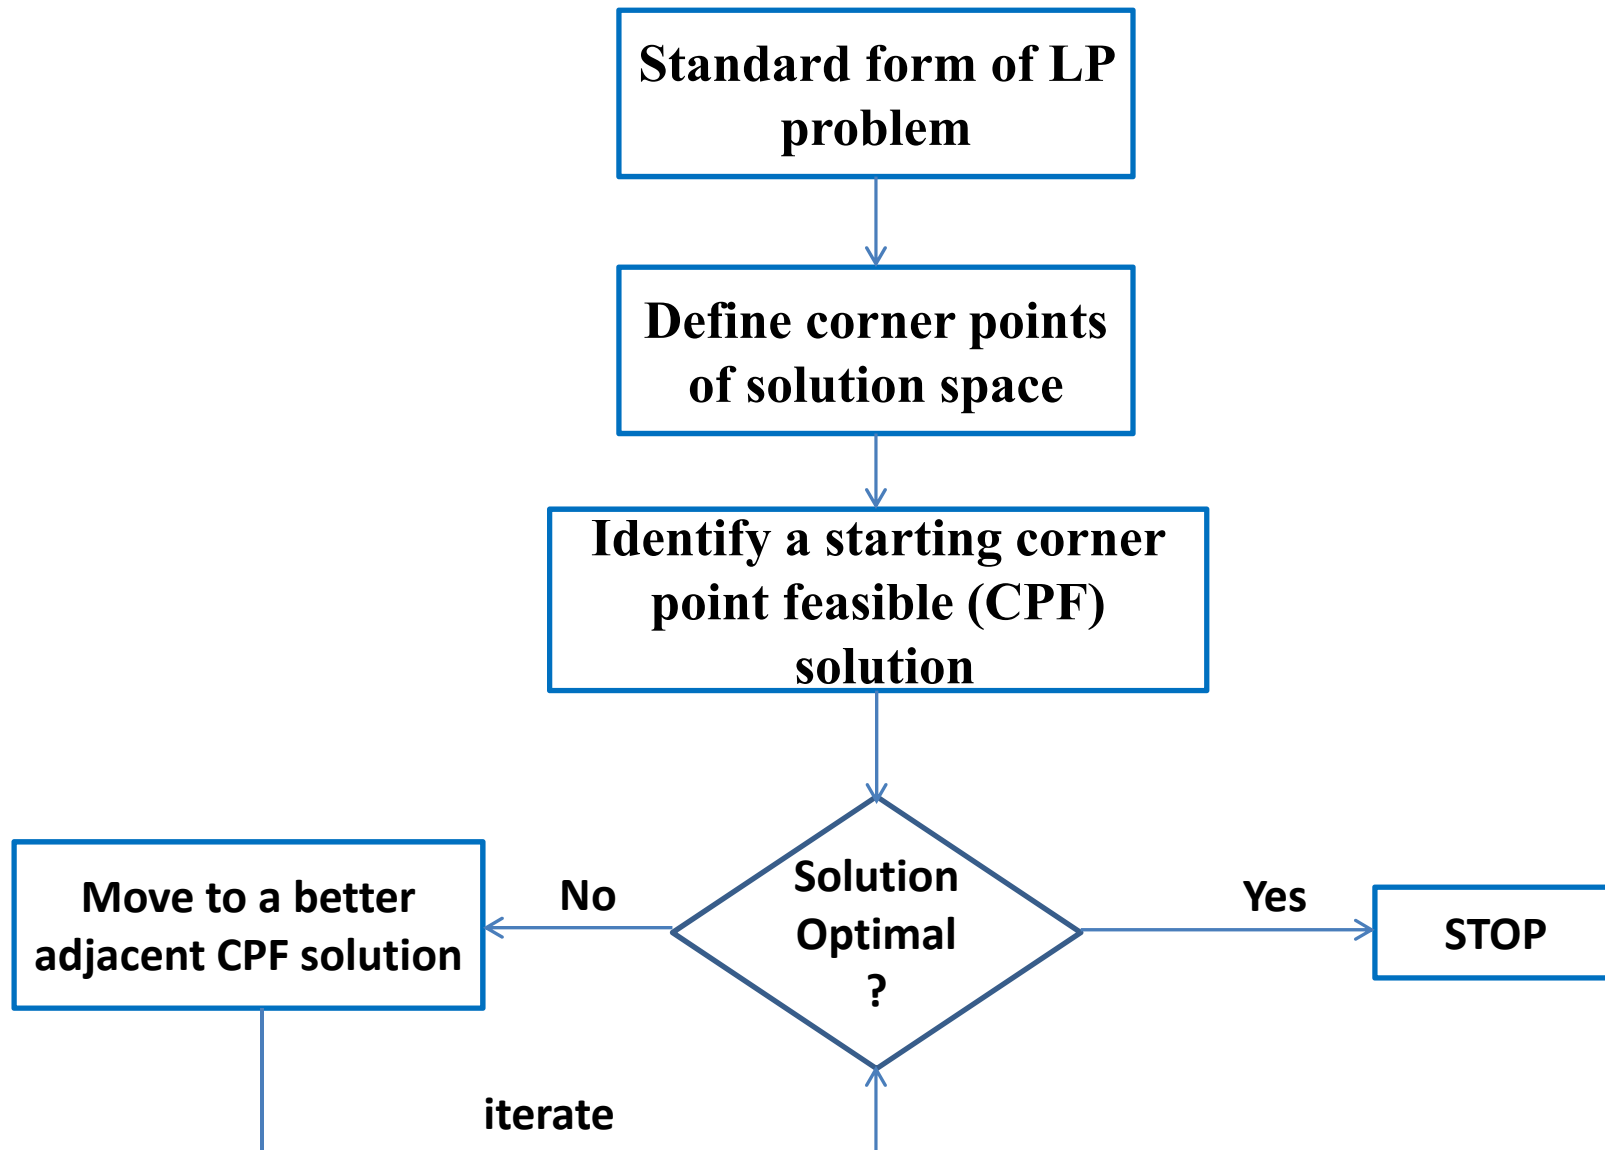 Standard form of LP
problem
Define corner points
of solution space
Identify a starting corner
point feasible (CPF)
solution
Solution
Optimal
?
No
Yes
Move to a better
adjacent CPF solution
STOP
iterate